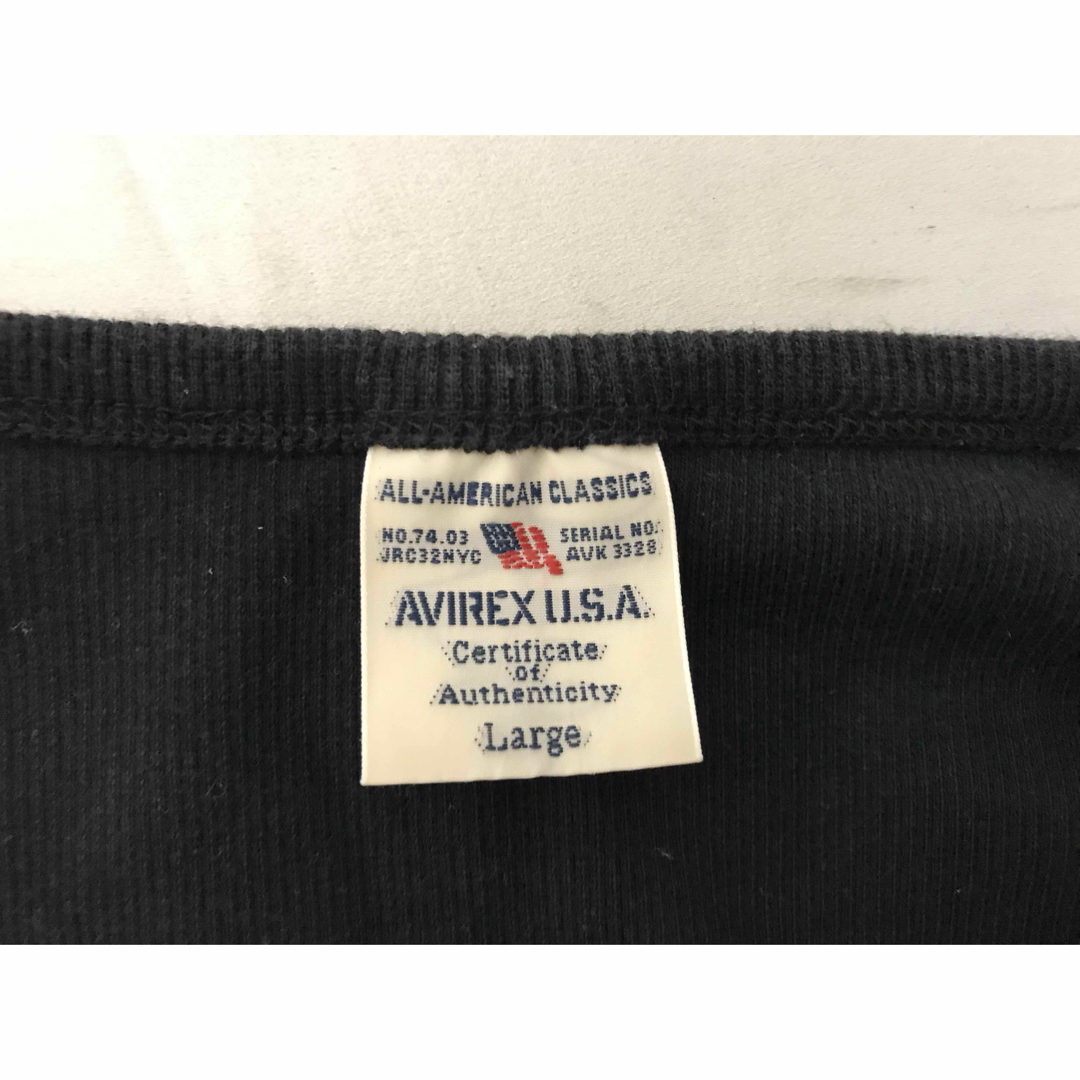 ALL-AMERICAN CLASSICS
NO.74.03 SERIAL NO.
JRC32NYC AVK 3328
AVIREX U.S.A.
Certificate
of
Authenticity
Large